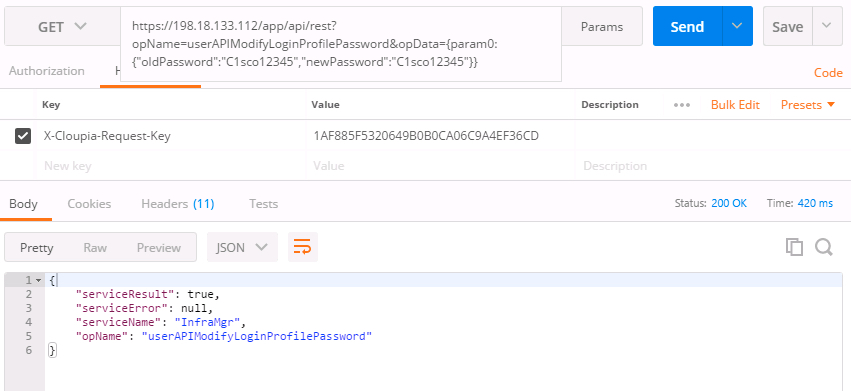 GET
https://198.18.133.112/app/api/rest?
opName=userAPIModifyLoginProfilePassword&opData={param0:
{"oldPassword":"C1sco12345","newPassword":"C1sco12345"}}
Params
Send
Save
Authorization
Code
Key
Value
Description
Bulk Edit
Presets
X-Cloupia-Request-Key
1AF885F5320649B0B0CA06C9A4EF36CD
New key
Value
Description
Body
Cookies
Headers (11)
Tests
Status: 200 OK
Time: 420 ms
Pretty
Raw
Preview
JSON
1 {
2 "serviceResult": true,
3 "serviceError": null,
4 "serviceName": "InfraMgr",
5 "opName": "userAPIModifyLoginProfilePassword"
6 }